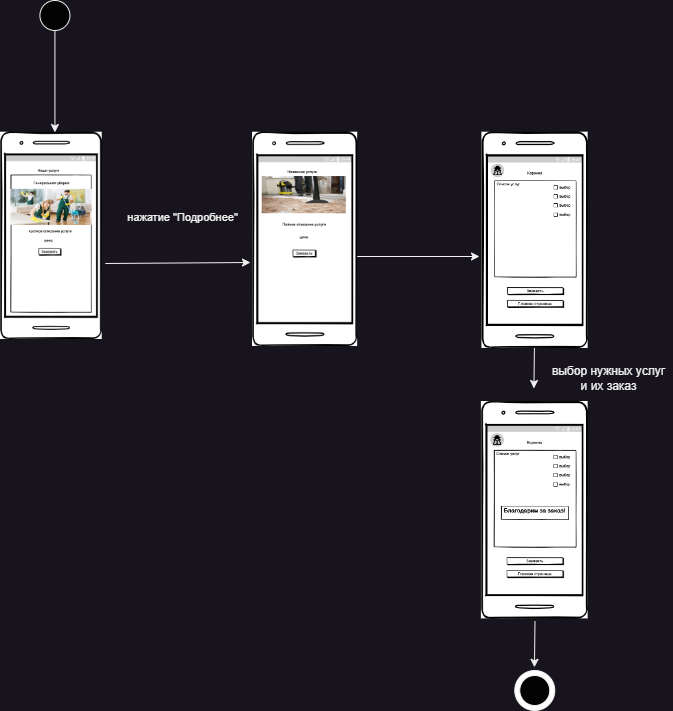 Ваши услуги
Генеральная уборка
краткое описание услуги
цена
Заказать
нажатие "Подробнее"
Название услуги
Полное описание услуги
цена
Заказать
Корзина
Список услуг
выбор
выбор
выбор
выбор
Заказать
Главная страница
выбор нужных услуг
и их заказ
Корзина
Список услуг
выбор
выбор
выбор
выбор
Благодарим за заказ!
Заказать
Главная страница